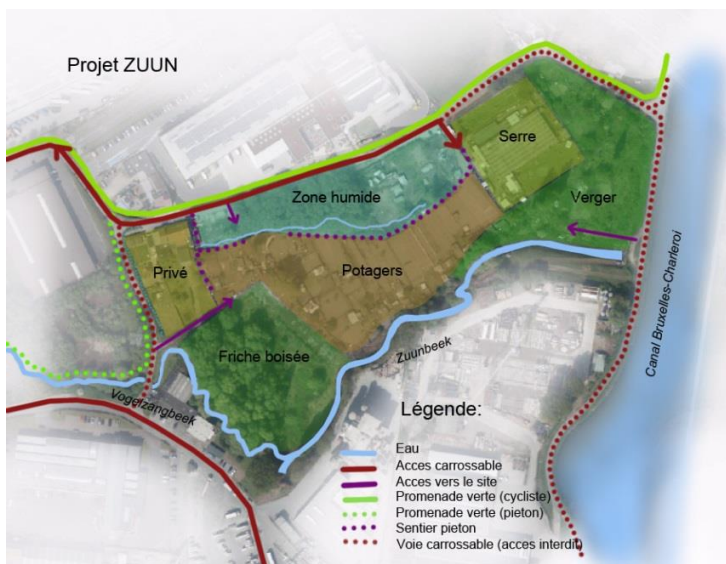 Projet ZUUN
Serre
Zone humide
Verger
Privé
Potagers
Friche boisée
Zuunbeek
Vogelzangbeek
Canal Bruxelles-Charleroi
Légende:
Eau
Acces carrossable
Acces vers le site
Promenade verte (cycliste)
Promenade verte (pieton)
Sentier pieton
Voie carrossable (acces interdit)